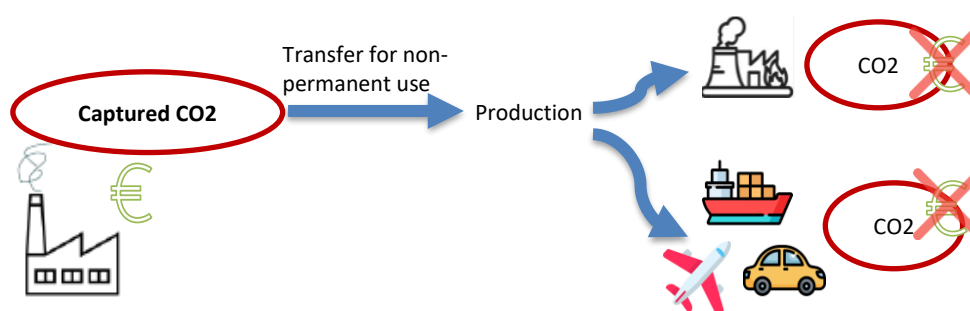 Transfer for non-
permanent use
Captured CO2
€
Production
CO2
€
CO2
€